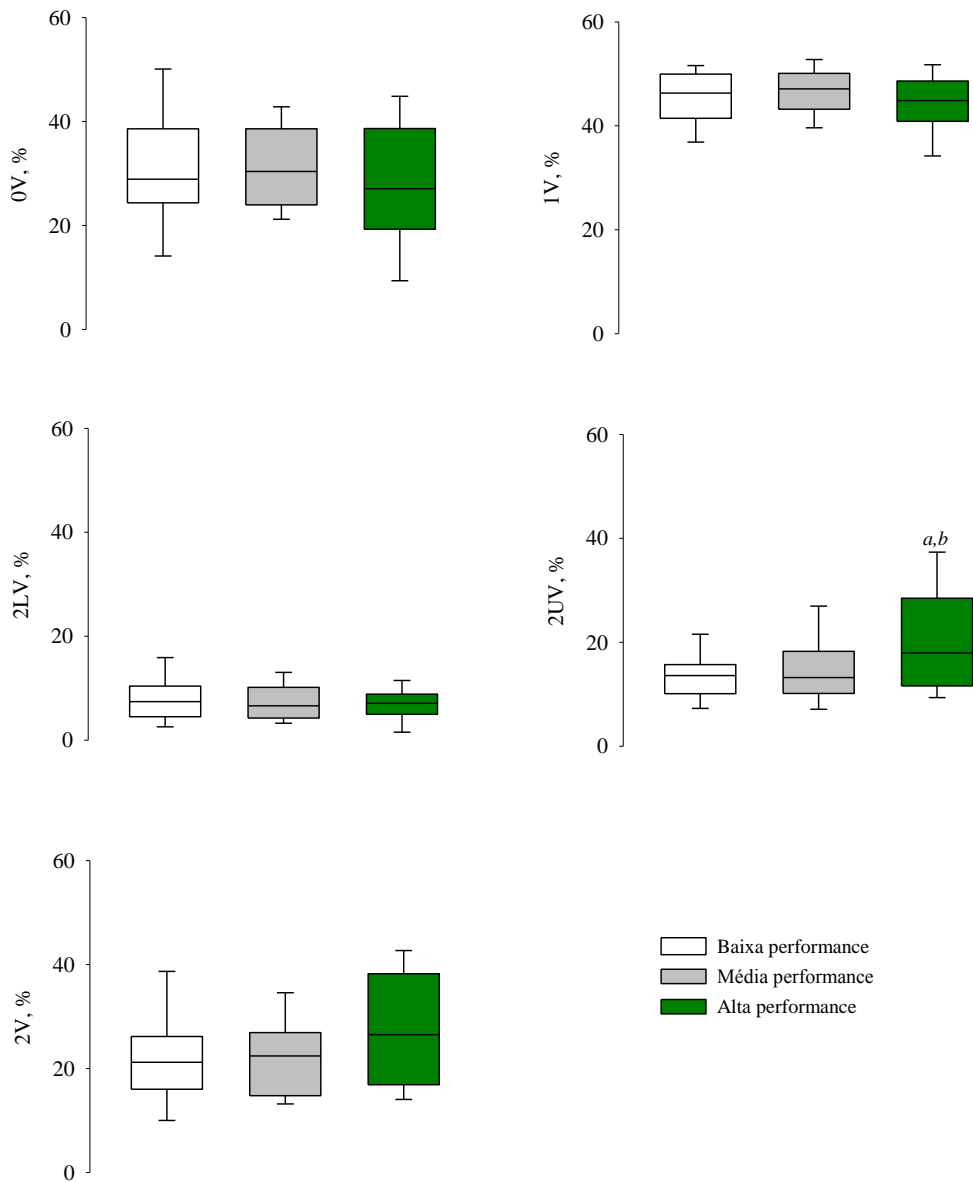 60
40
20
0
0V, %
60
40
20
0
1V, %
60
40
20
0
2LV, %
60
40
20
0
2UV, %
a,b
60
40
20
0
2V, %
Baixa performance
Média performance
Alta performance